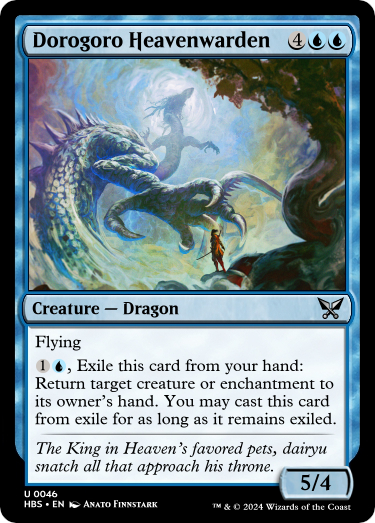 Dorogoro Heavenwarden 4
Creature — Dragon
Flying
1, Exile this card from your hand:
Return target creature or enchantment to
its owner's hand. You may cast this card
from exile for as long as it remains exiled.
The King in Heaven's favored pets, dairyu
snatch all that approach his throne.
5/4
U 0046
HBS • EN Anato Finnstark
™ & © 2024 Wizards of the Coast